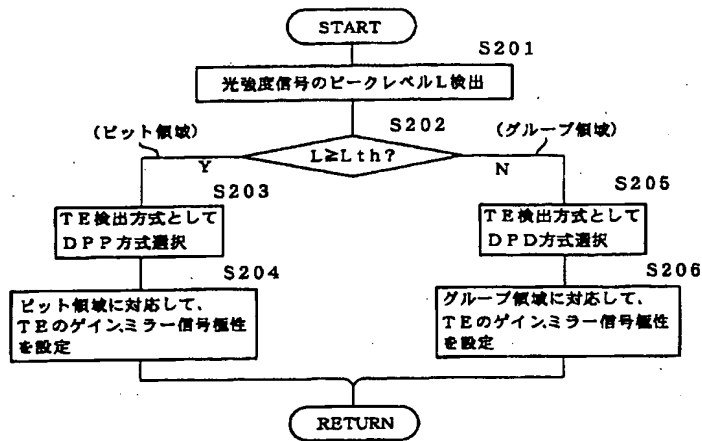 START
S201
光強度信号のピークレベルL検出
S202
(ピット領域)
(グルーブ領域)
L≧Lth?
Y
N
S203
S205
TE検出方式として
DPP方式選択
TE検出方式として
DPD方式選択
S204
S206
ピット領域に対応して、
TEのゲイン、ミラー信号極性
を設定
グルーブ領域に対応して、
TEのゲイン、ミラー信号極性
を設定
RETURN